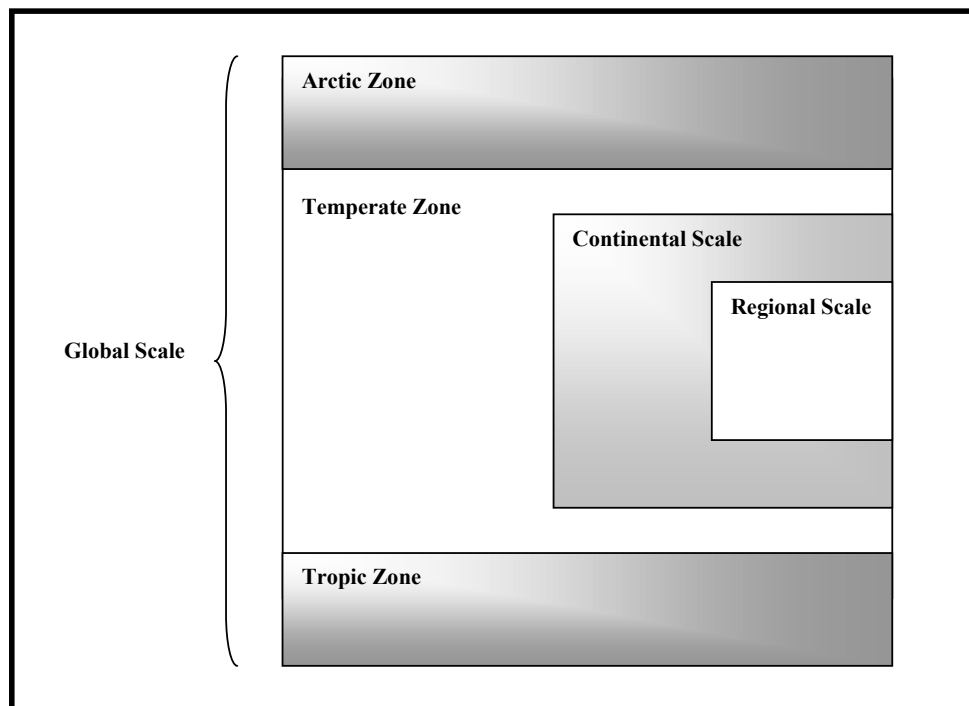 Arctic Zone
Temperate Zone
Continental Scale
Regional Scale
Global Scale
Tropic Zone